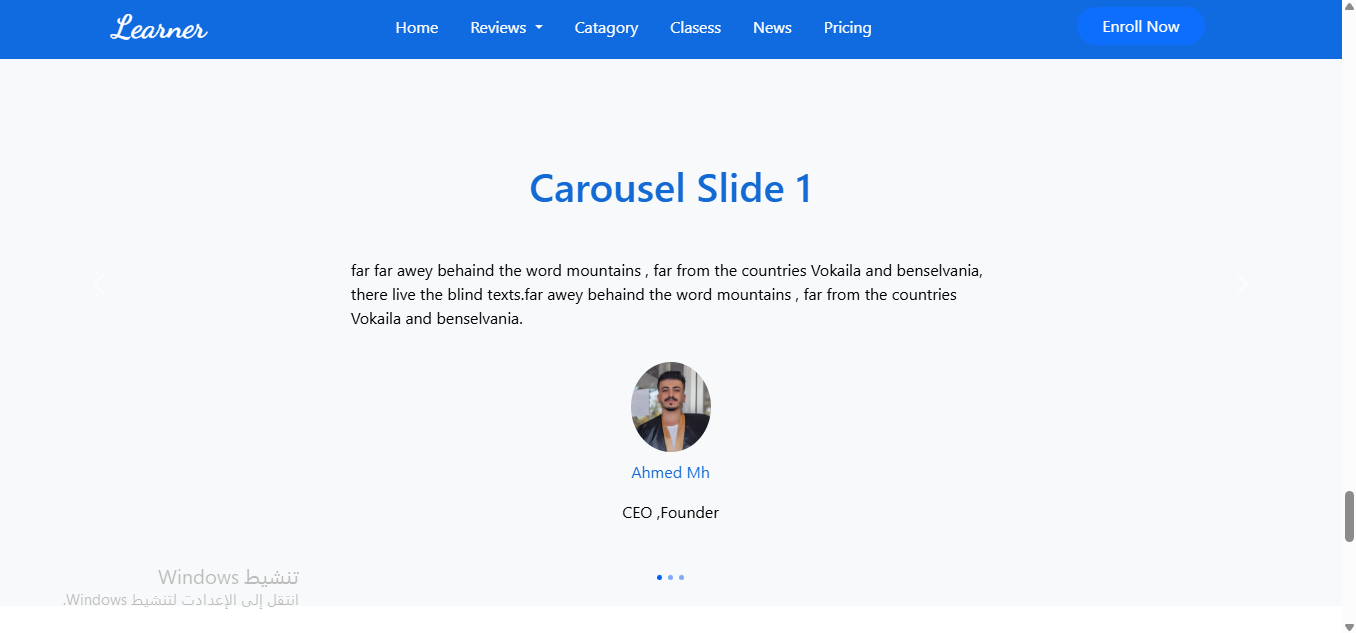 Learner
Home
Reviews
Catagory
Clasess
News
Pricing
Enroll Now
Carousel Slide 1
far far awey behaind the word mountains , far from the countries Vokaila and benselvania,
there live the blind texts.far awey behaind the word mountains , far from the countries
Vokaila and benselvania.
Ahmed Mh
CEO ,Founder
تنشيط Windows
انتقل إلى الإعدادت لتنشيط Windows.